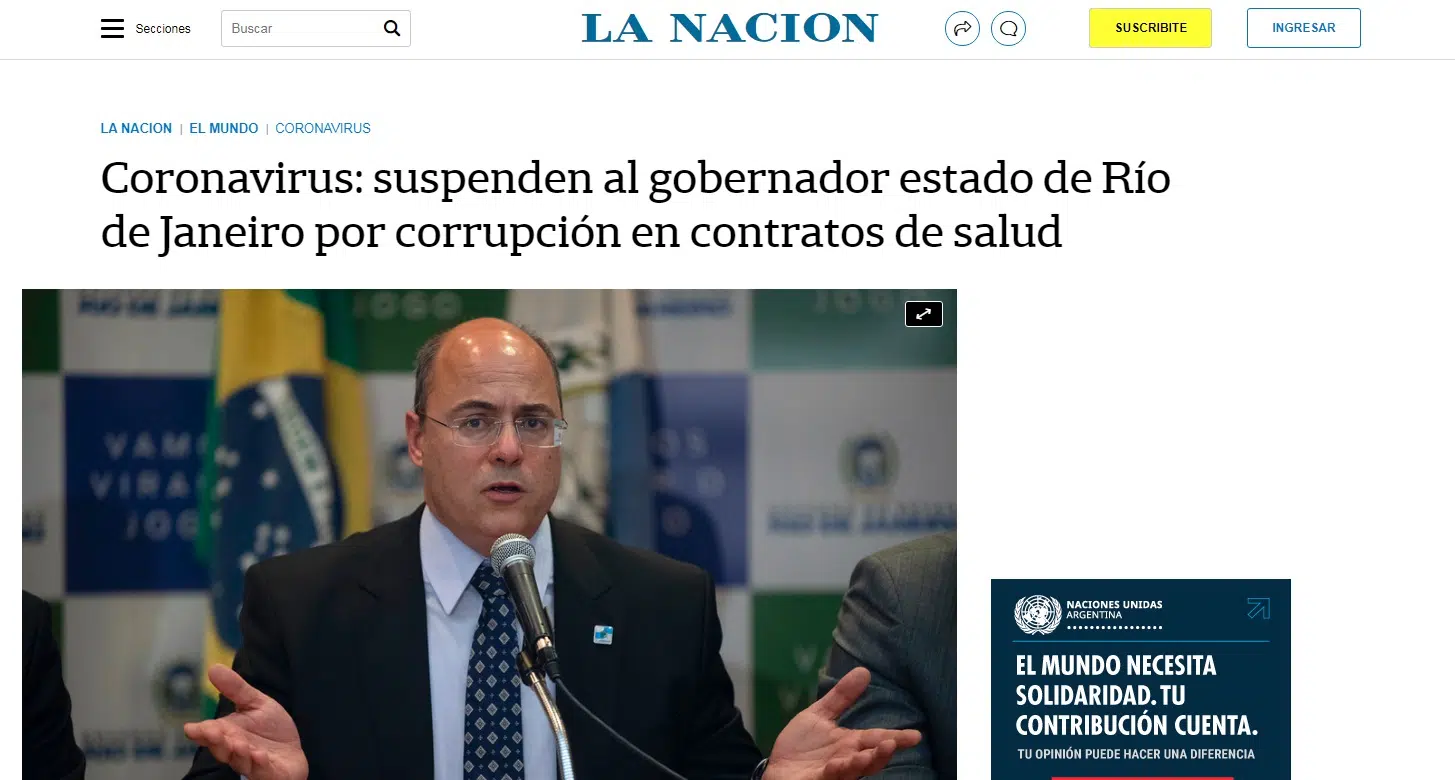 Secciones
Buscar
LA NACION
SUSCRIBITE
INGRESAR
LA NACION | EL MUNDO | CORONAVIRUS
Coronavirus: suspenden al gobernador estado de Río
de Janeiro por corrupción en contratos de salud
JOGO
VIRA
JOGO
NACIONES UNIDAS
ARGENTINA
EL MUNDO NECESITA
SOLIDARIDAD. TU
CONTRIBUCIÓN CUENTA.
TU OPINIÓN PUEDE HACER UNA DIFERENCIA